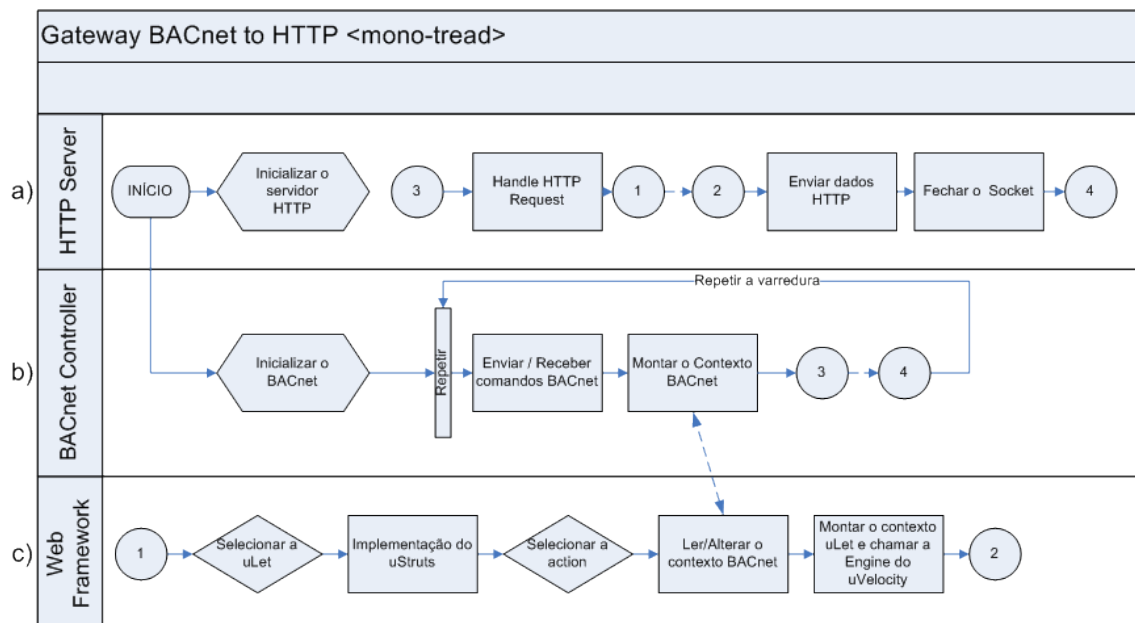 Gateway BACnet to HTTP <mono-tread>
a)
HTTP Server
INÍCIO
Inicializar o
servidor
HTTP
3
Handle HTTP
Request
1
2
Enviar dados
HTTP
Fechar o Socket
4
b)
BACnet Controller
Repetir a varredura
Inicializar o
BACnet
Repetir
Enviar / Receber
comandos BACnet
Montar o Contexto
BACnet
3
4
c)
Web
Framework
1
Selecionar a
uLet
Implementação do
uStruts
Selecionar a
action
Ler/Alterar o
contexto BACnet
Montar o contexto
uLet e chamar a
Engine do
uVelocity
2